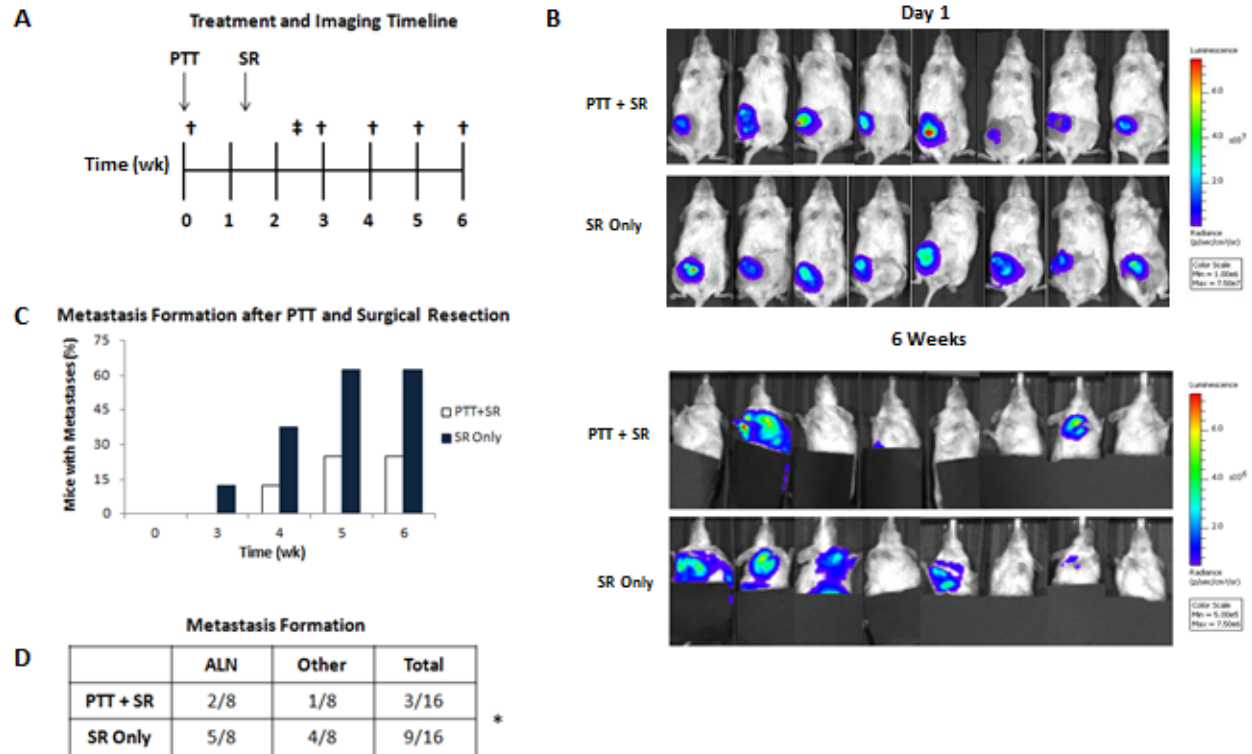 A
Treatment and Imaging Timeline
PTT SR
† ‡ † † † †
Time (wk)
0 1 2 3 4 5 6
B
Day 1
PTT + SR
SR Only
Luminescence
6.0
4.0
x10⁷
2.0
Radiance
(p/sec/cm²/sr)
Color Scale
Min = 1.00e6
Max = 7.50e7
6 Weeks
PTT + SR
SR Only
Luminescence
6.0
4.0
x10⁶
2.0
Radiance
(p/sec/cm²/sr)
Color Scale
Min = 5.00e5
Max = 7.50e6
C
Metastasis Formation after PTT and Surgical Resection
Mice with Metastases (%)
75
60
45
30
15
0
0 3 4 5 6
Time (wk)
PTT+SR
SR Only
D
Metastasis Formation
ALN Other Total
PTT + SR 2/8 1/8 3/16
SR Only 5/8 4/8 9/16
*